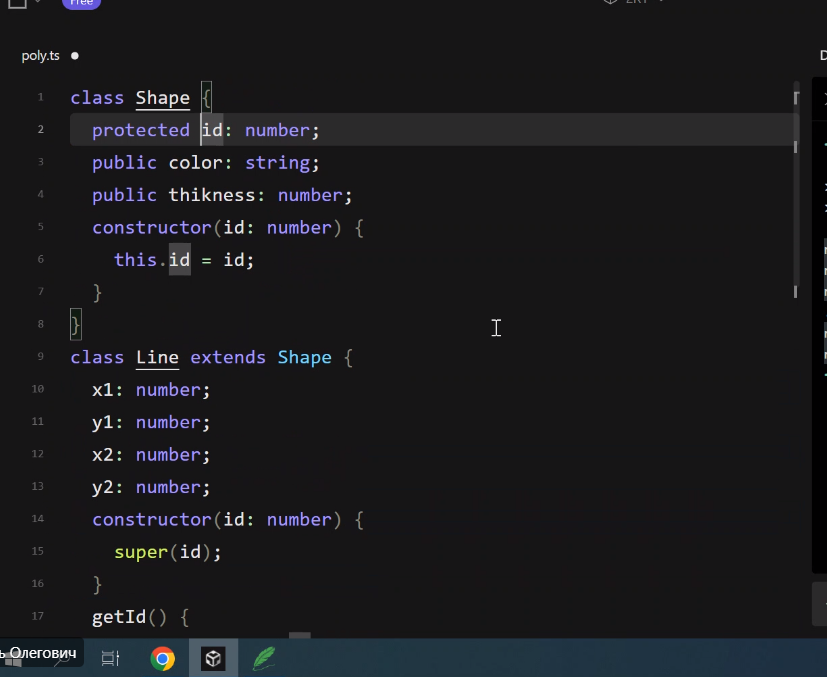 Free
poly.ts
1 class Shape {
2 protected id: number;
3 public color: string;
4 public thikness: number;
5 constructor(id: number) {
6 this.id = id;
7 }
8 }
9 class Line extends Shape {
10 x1: number;
11 y1: number;
12 x2: number;
13 y2: number;
14 constructor(id: number) {
15 super(id);
16 }
17 getId() {
ь Олегович